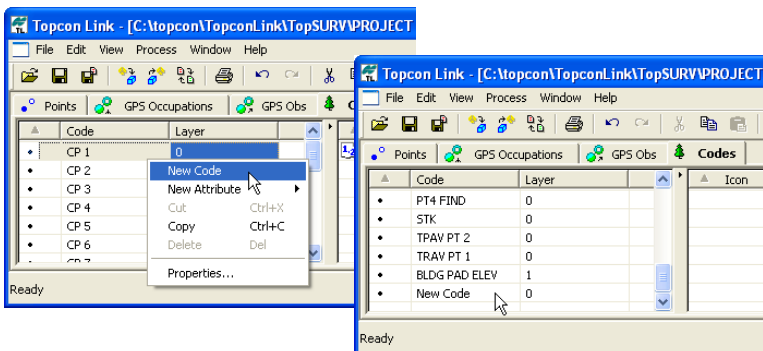 Topcon Link - [C:\topcon\TopconLink\TopSURV\PROJECT
File Edit View Process Window Help
Points GPS Occupations GPS Obs
Code Layer
CP 1 0
CP 2
CP 3
CP 4
CP 5
CP 6
New Code
New Attribute
Cut Ctrl+X
Copy Ctrl+C
Delete Del
Properties...
Ready
Topcon Link - [C:\topcon\TopconLink\TopSURV\PROJECT
File Edit View Process Window Help
Points GPS Occupations GPS Obs Codes
Code Layer Icon
PT4 FIND 0
STK 0
TPAV PT 2 0
TRAV PT 1 0
BLDG PAD ELEV 1
New Code 0
Ready